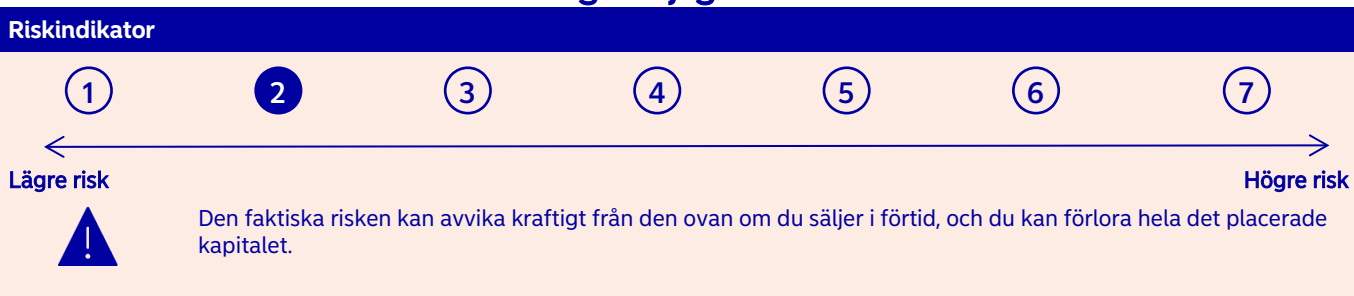 Riskindikator
1 2 3 4 5 6 7
Lägre risk Högre risk
Den faktiska risken kan avvika kraftigt från den ovan om du säljer i förtid, och du kan förlora hela det placerade
kapitalet.